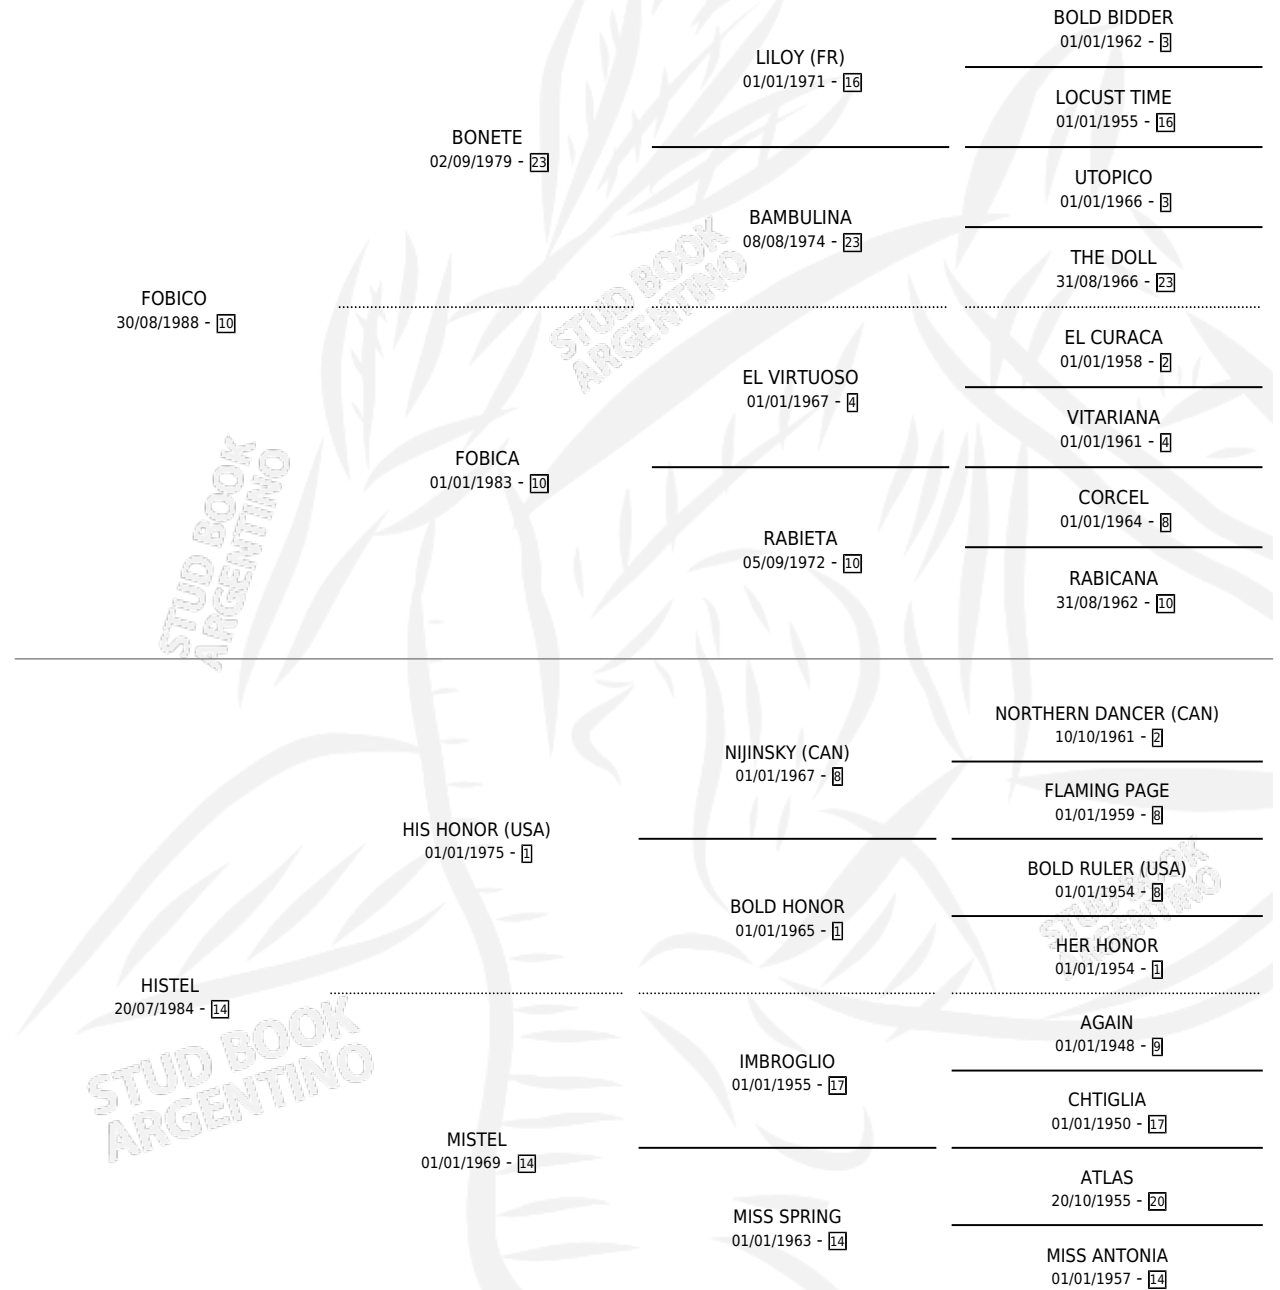 BOLD BIDDER
01/01/1962 - 3
LILOY (FR)
01/01/1971 - 16
LOCUST TIME
01/01/1955 - 16
BONETE
02/09/1979 - 23
UTOPICO
01/01/1966 - 3
BAMBULINA
08/08/1974 - 23
THE DOLL
31/08/1966 - 23
FOBICO
30/08/1988 - 10
EL CURACA
01/01/1958 - 2
EL VIRTUOSO
01/01/1967 - 4
VITARIANA
01/01/1961 - 4
FOBICA
01/01/1983 - 10
CORCEL
01/01/1964 - 8
RABIETA
05/09/1972 - 10
RABICANA
31/08/1962 - 10
STUD BOOK
ARGENTINO
STUD BOOK
ARGENTINO
NORTHERN DANCER (CAN)
10/10/1961 - 2
NIJINSKY (CAN)
01/01/1967 - 8
FLAMING PAGE
01/01/1959 - 8
HIS HONOR (USA)
01/01/1975 - 1
BOLD RULER (USA)
01/01/1954 - 8
BOLD HONOR
01/01/1965 - 1
HER HONOR
01/01/1954 - 1
STUD BOOK
ARGENTINO
HISTEL
20/07/1984 - 14
AGAIN
01/01/1948 - 9
IMBROGLIO
01/01/1955 - 17
CHTIGLIA
01/01/1950 - 17
MISTEL
01/01/1969 - 14
ATLAS
20/10/1955 - 20
MISS SPRING
01/01/1963 - 14
MISS ANTONIA
01/01/1957 - 14
STUD BOOK
ARGENTINO